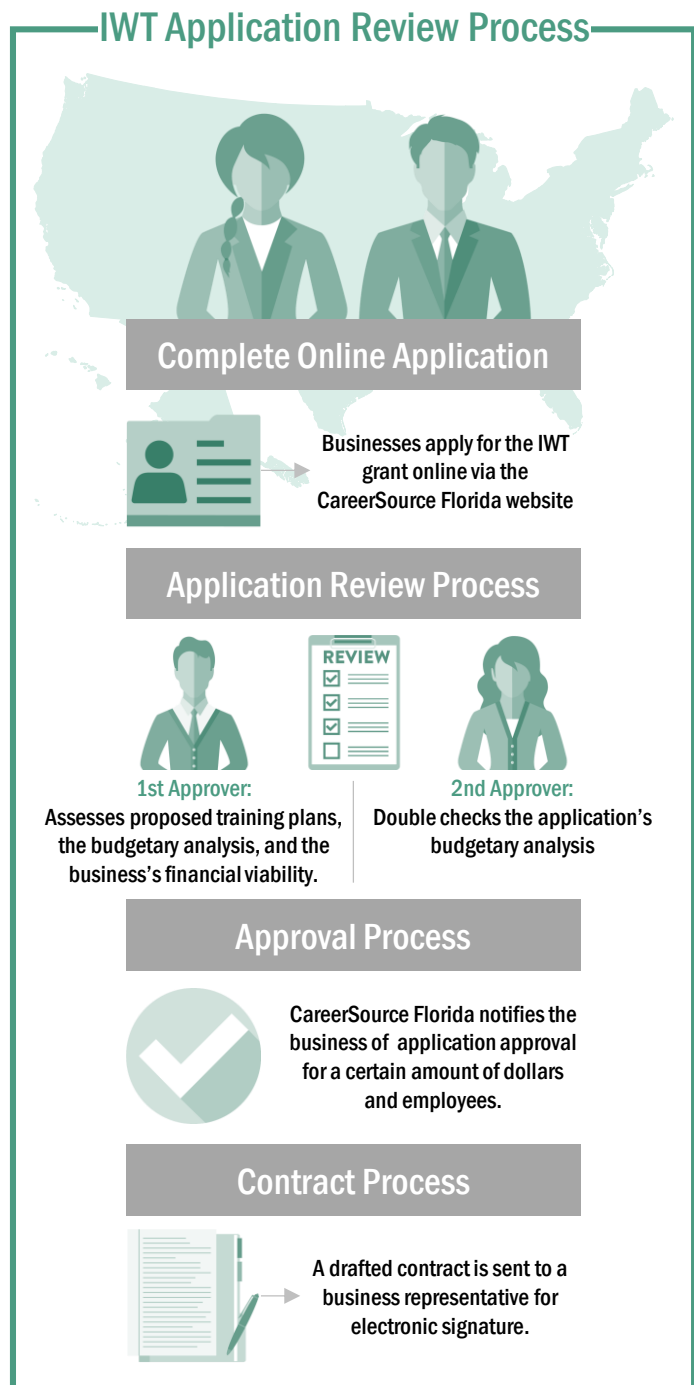 IWT Application Review Process
Complete Online Application
Businesses apply for the IWT
grant online via the
CareerSource Florida website
Application Review Process
REVIEW
1st Approver:
Assesses proposed training plans,
the budgetary analysis, and the
business's financial viability.
2nd Approver:
Double checks the application's
budgetary analysis
Approval Process
CareerSource Florida notifies the
business of application approval
for a certain amount of dollars
and employees.
Contract Process
A drafted contract is sent to a
business representative for
electronic signature.